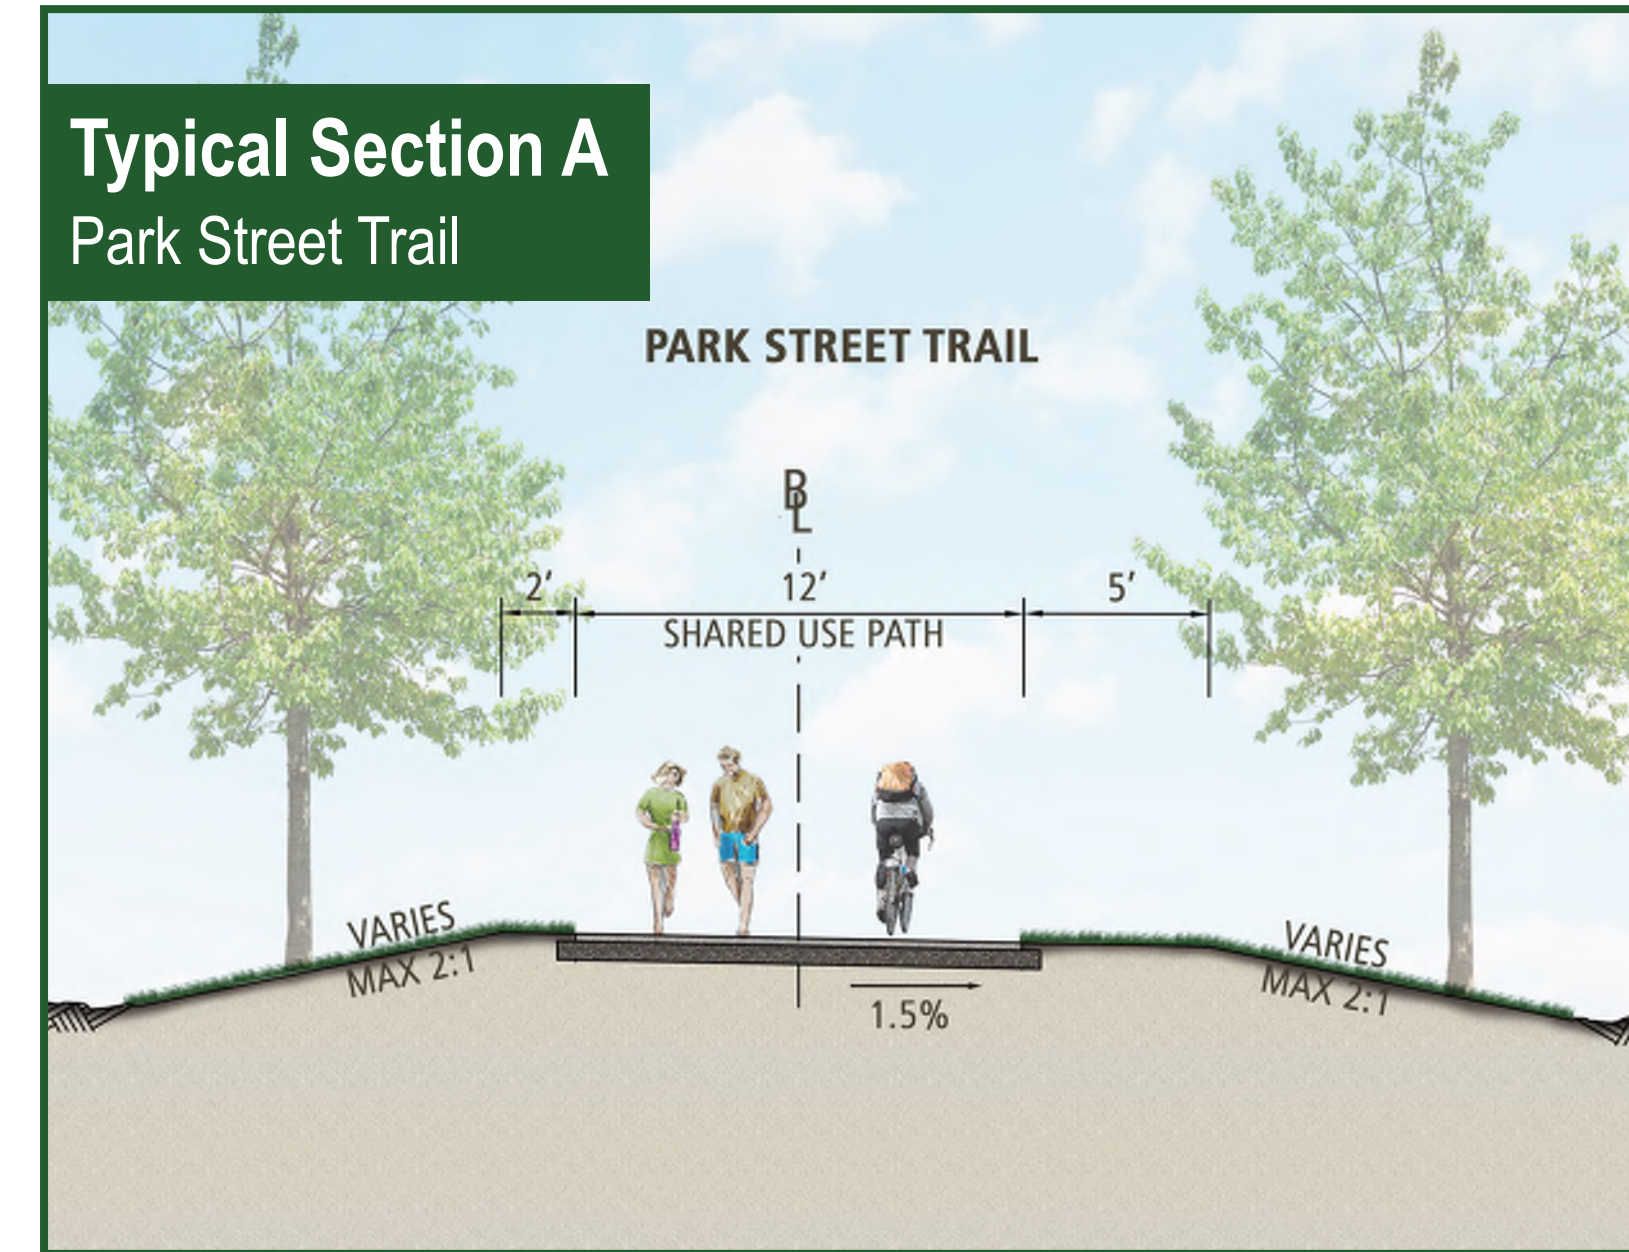 Typical Section A
Park Street Trail
PARK STREET TRAIL
BL
2’ 12’ 5’
SHARED USE PATH
VARIES
MAX 2:1
VARIES
MAX 2:1
1.5%